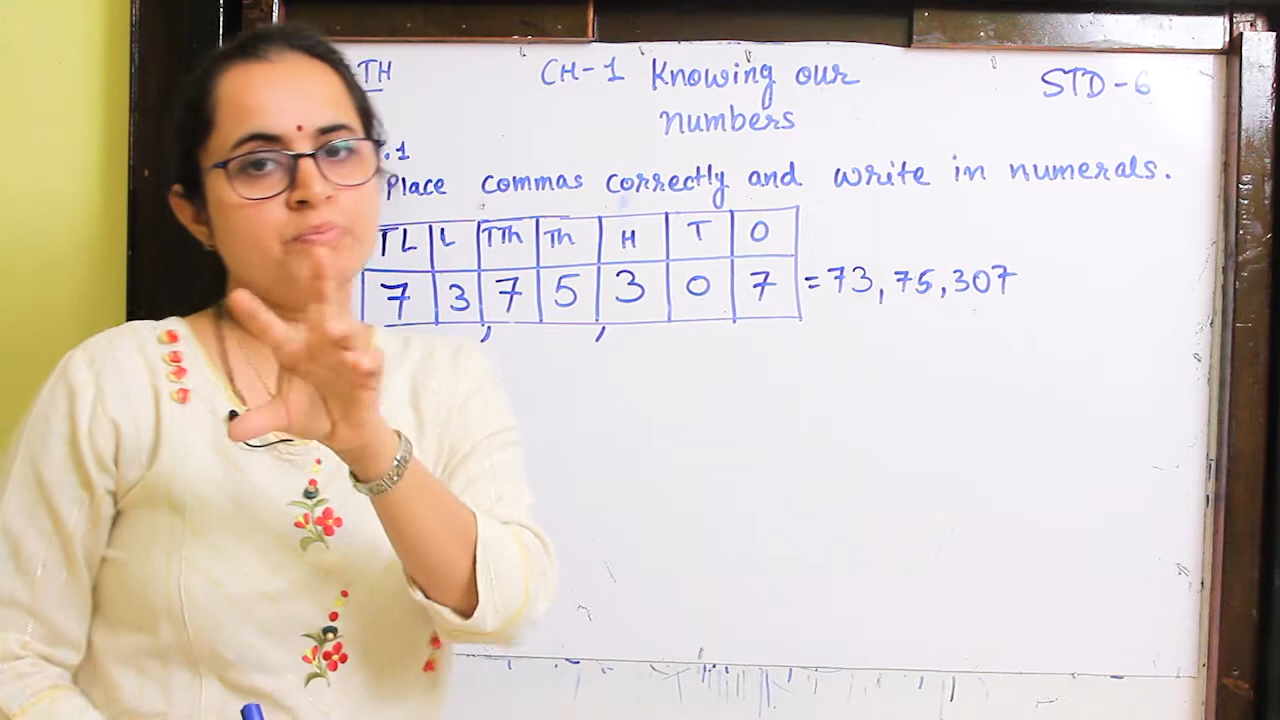 TH CH-1 Knowing our STD-6
numbers
.1
Place commas correctly and write in numerals.
TL L TTh Th H T O
7 3 7 5 3 0 7 = 73,75,307
, ,